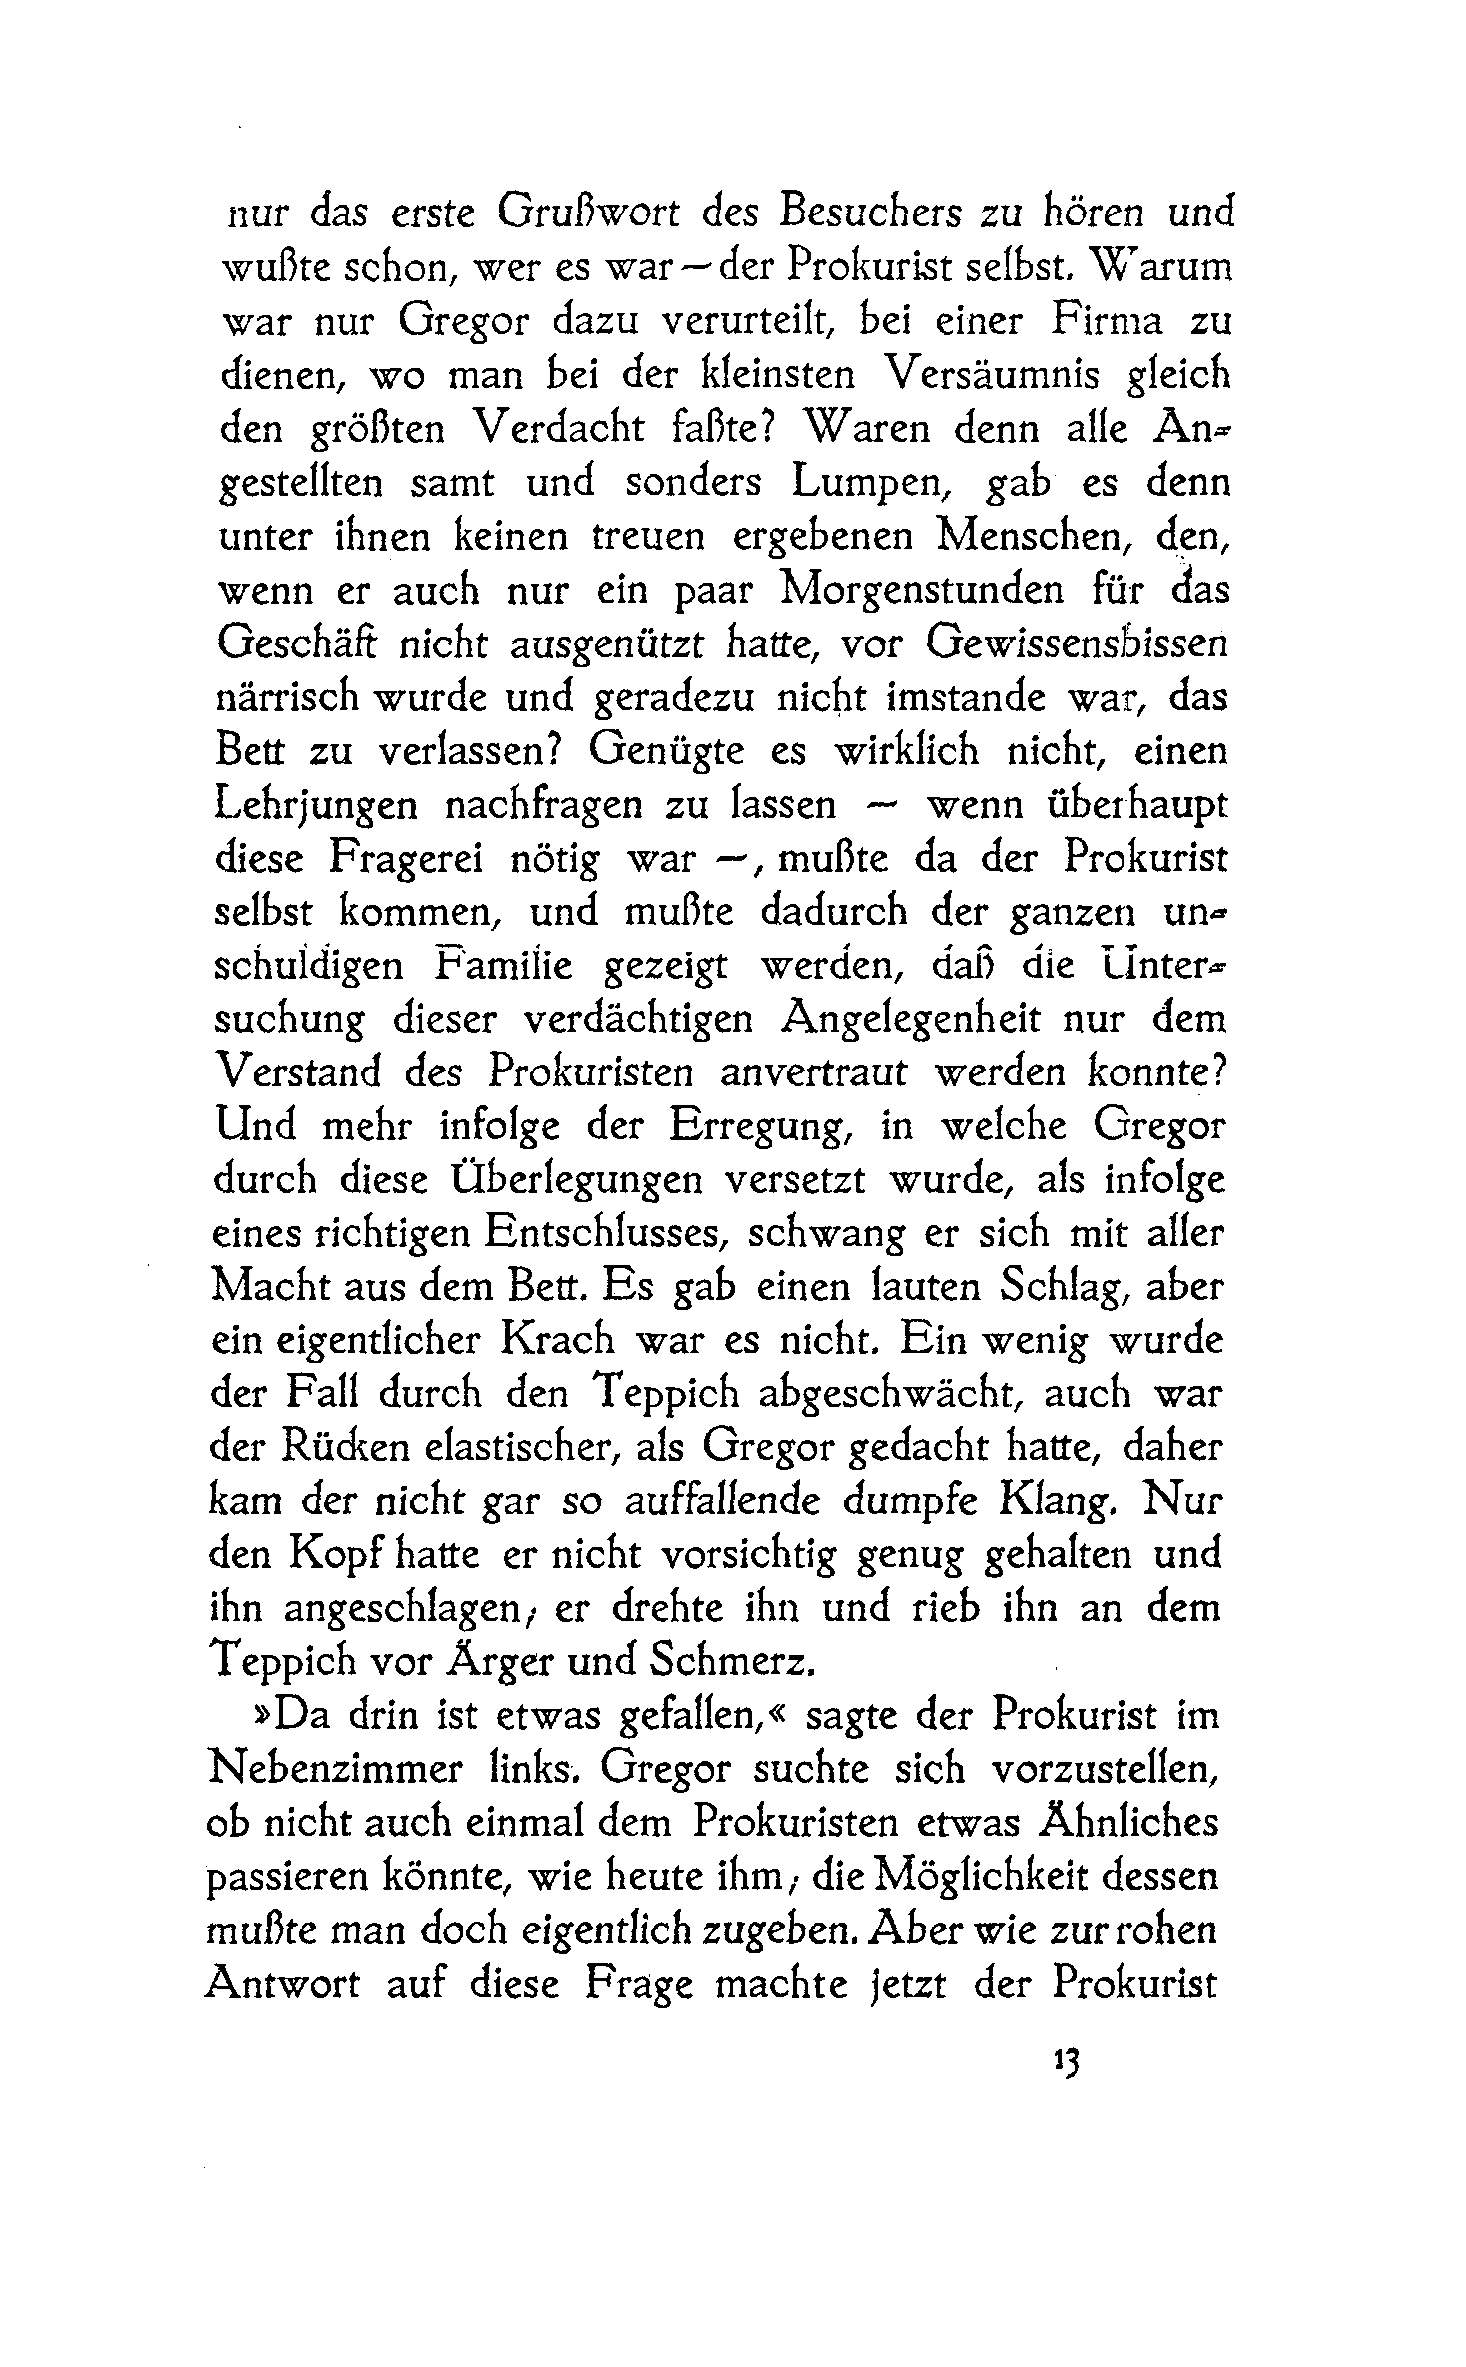 nur das erste Grußwort des Besuchers zu hören und
wußte schon, wer es war — der Prokurist selbst. Warum
war nur Gregor dazu verurteilt, bei einer Firma zu
dienen, wo man bei der kleinsten Versäumnis gleich
den größten Verdacht faßte? Waren denn alle An-
gestellten samt und sonders Lumpen, gab es denn
unter ihnen keinen treuen ergebenen Menschen, den,
wenn er auch nur ein paar Morgenstunden für das
Geschäft nicht ausgenützt hatte, vor Gewissensbissen
närrisch wurde und geradezu nicht imstande war, das
Bett zu verlassen? Genügte es wirklich nicht, einen
Lehrjungen nachfragen zu lassen — wenn überhaupt
diese Fragerei nötig war —, mußte da der Prokurist
selbst kommen, und mußte dadurch der ganzen un-
schuldigen Familie gezeigt werden, daß die Unter-
suchung dieser verdächtigen Angelegenheit nur dem
Verstand des Prokuristen anvertraut werden konnte?
Und mehr infolge der Erregung, in welche Gregor
durch diese Überlegungen versetzt wurde, als infolge
eines richtigen Entschlusses, schwang er sich mit aller
Macht aus dem Bett. Es gab einen lauten Schlag, aber
ein eigentlicher Krach war es nicht. Ein wenig wurde
der Fall durch den Teppich abgeschwächt, auch war
der Rücken elastischer, als Gregor gedacht hatte, daher
kam der nicht gar so auffallende dumpfe Klang. Nur
den Kopf hatte er nicht vorsichtig genug gehalten und
ihn angeschlagen; er drehte ihn und rieb ihn an dem
Teppich vor Ärger und Schmerz.
»Da drin ist etwas gefallen,« sagte der Prokurist im
Nebenzimmer links. Gregor suchte sich vorzustellen,
ob nicht auch einmal dem Prokuristen etwas Ähnliches
passieren könnte, wie heute ihm; die Möglichkeit dessen
mußte man doch eigentlich zugeben. Aber wie zur rohen
Antwort auf diese Frage machte jetzt der Prokurist
13